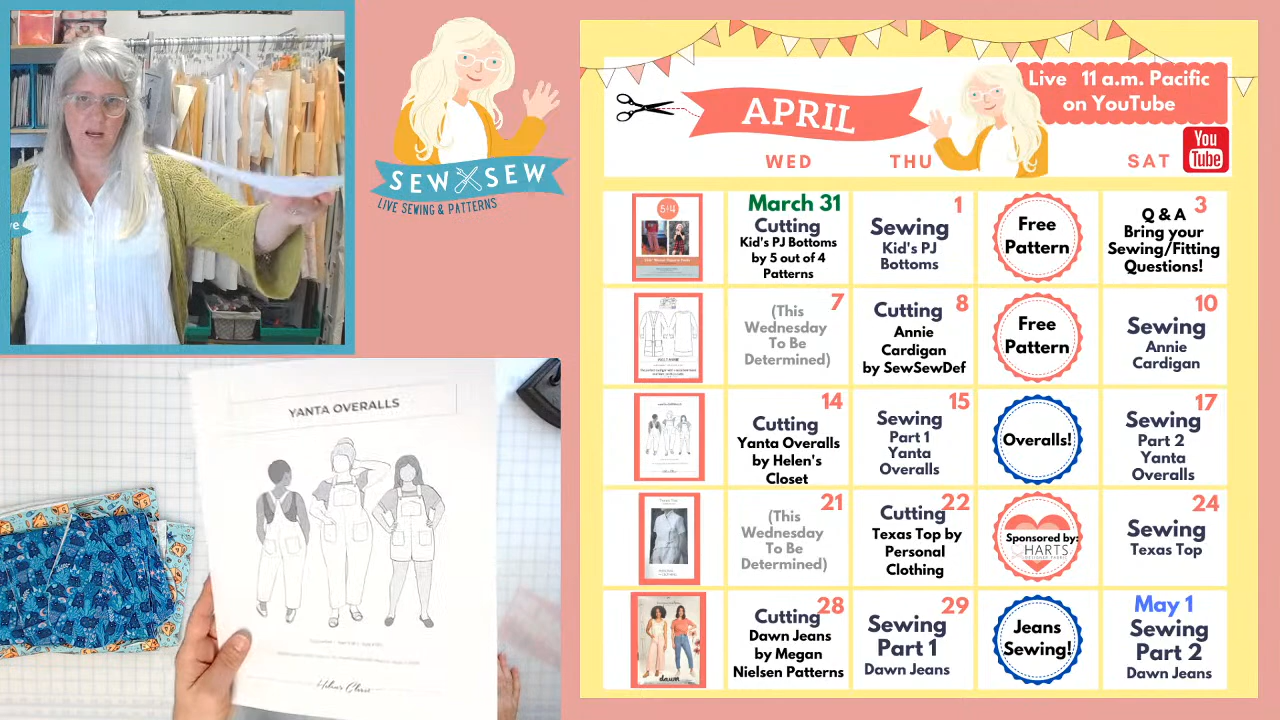 SEW SEW
LIVE SEWING & PATTERNS
YANTA OVERALLS
Helen's Closet
APRIL
Live 11 a.m. Pacific
on YouTube
You
Tube
WED
THU
SAT
5+4
March 31
Cutting
Kid's PJ Bottoms
by 5 out of 4
Patterns
1
Sewing
Kid's PJ
Bottoms
Free
Pattern
3
Q & A
Bring your
Sewing/Fitting
Questions!
7
(This
Wednesday
To Be
Determined)
8
Cutting
Annie
Cardigan
by SewSewDef
Free
Pattern
10
Sewing
Annie
Cardigan
14
Cutting
Yanta Overalls
by Helen's
Closet
15
Sewing
Part 1
Yanta
Overalls
Overalls!
17
Sewing
Part 2
Yanta
Overalls
21
(This
Wednesday
To Be
Determined)
22
Cutting
Texas Top by
Personal
Clothing
Sponsored by:
HARTS
24
Sewing
Texas Top
dawn
28
Cutting
Dawn Jeans
by Megan
Nielsen Patterns
29
Sewing
Part 1
Dawn Jeans
Jeans
Sewing!
May 1
Sewing
Part 2
Dawn Jeans